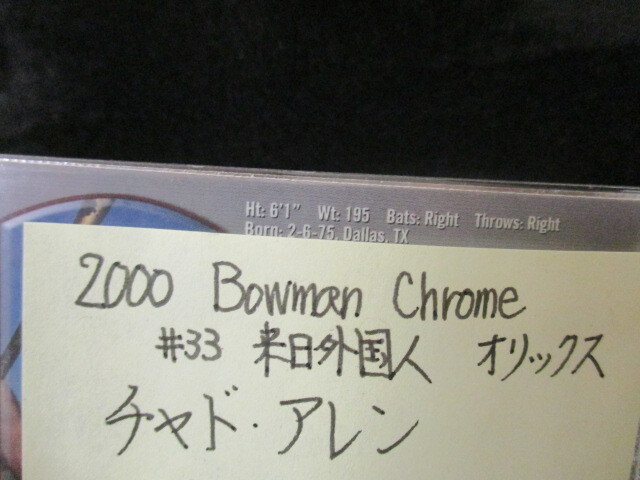 Ht: 6'1" Wt: 195 Bats: Right Throws: Right
Born: 2-6-75, Dallas, TX
2000 Bowman Chrome
#33 来日外国人 オリックス
チャド・アレン